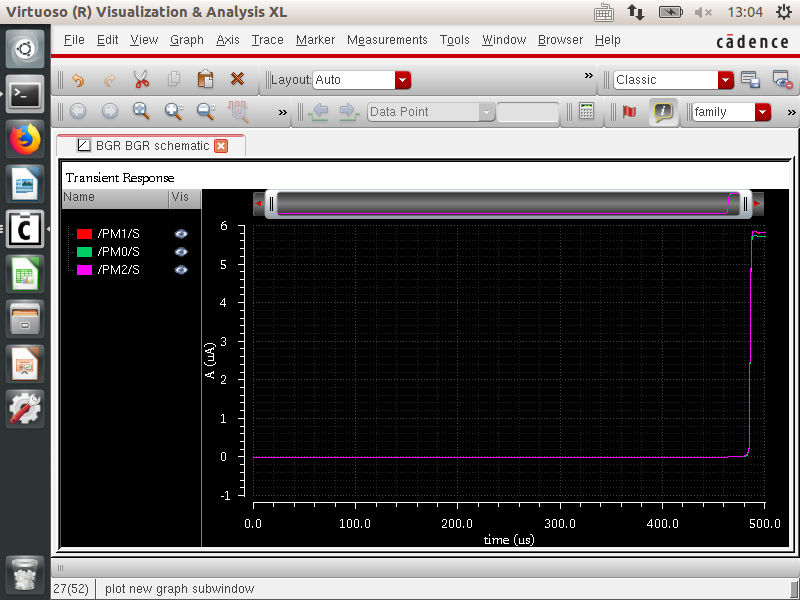 Virtuoso (R) Visualization & Analysis XL
13:04
File Edit View Graph Axis Trace Marker Measurements Tools Window Browser Help
cādence
Layout: Auto
»
Classic
»
Data Point
family
»
BGR BGR schematic
Transient Response
Name Vis
/PM1/S
/PM0/S
/PM2/S
6
5
4
3
2
1
0
-1
A (uA)
0.0 100.0 200.0 300.0 400.0 500.0
time (us)
27(52) plot new graph subwindow